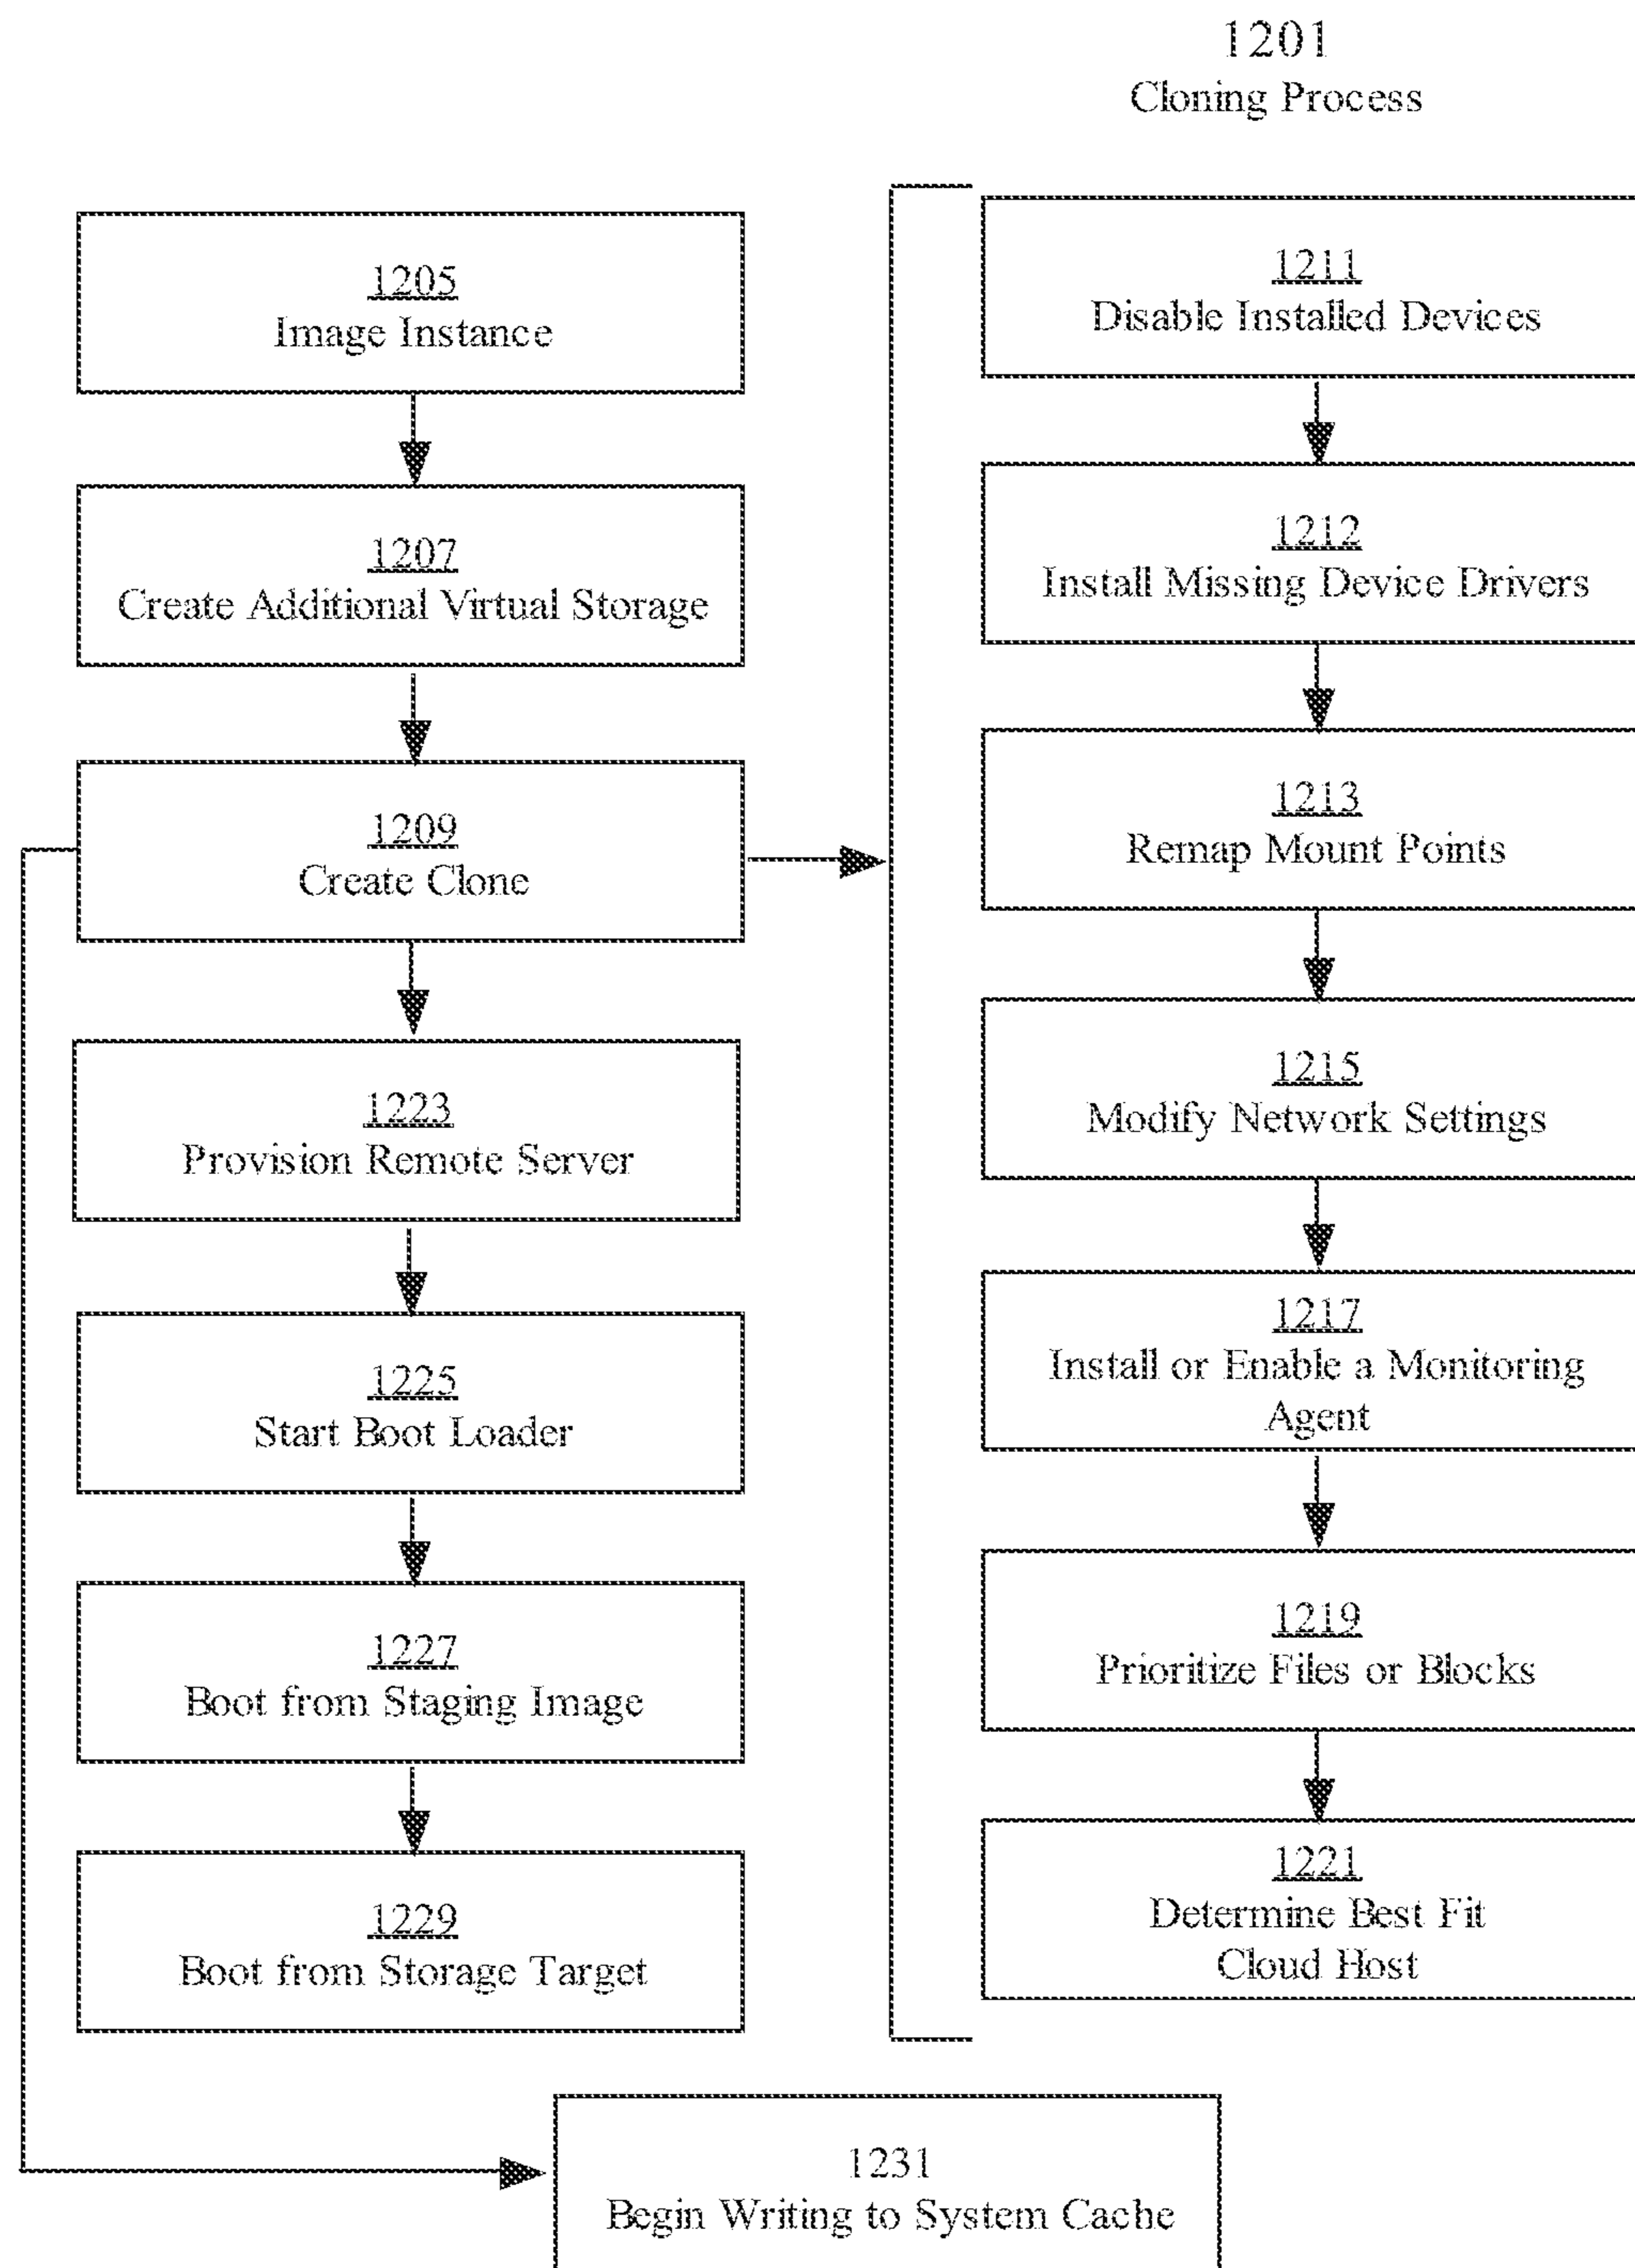 1201
Cloning Process
1205
Image Instance
1207
Create Additional Virtual Storage
1209
Create Clone
1223
Provision Remote Server
1225
Start Boot Loader
1227
Boot from Staging Image
1229
Boot from Storage Target
1211
Disable Installed Devices
1212
Install Missing Device Drivers
1213
Remap Mount Points
1215
Modify Network Settings
1217
Install or Enable a Monitoring
Agent
1219
Prioritize Files or Blocks
1221
Determine Best Fit
Cloud Host
1231
Begin Writing to System Cache